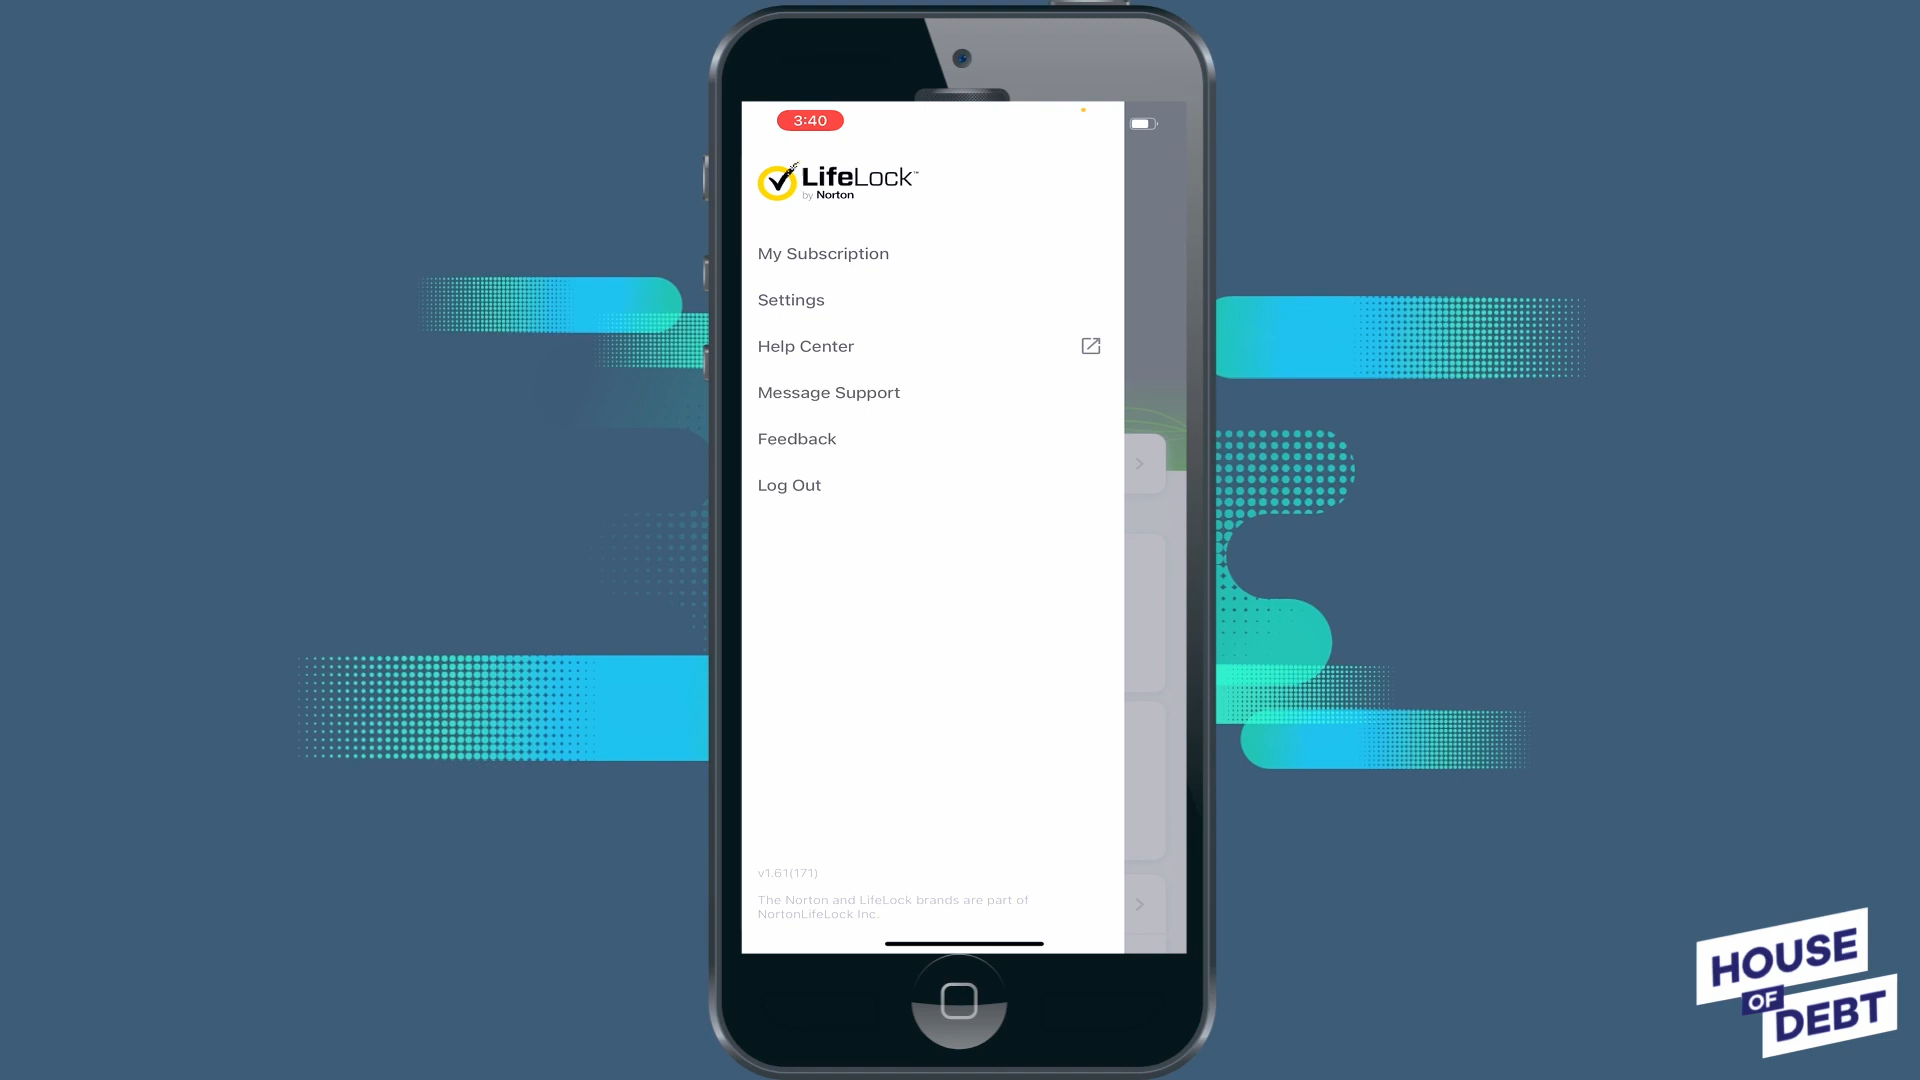 3:40
LifeLock™
by Norton
My Subscription
Settings
Help Center
Message Support
Feedback
Log Out
v1.61(171)
The Norton and LifeLock brands are part of
NortonLifeLock Inc.
HOUSE
OF
DEBT